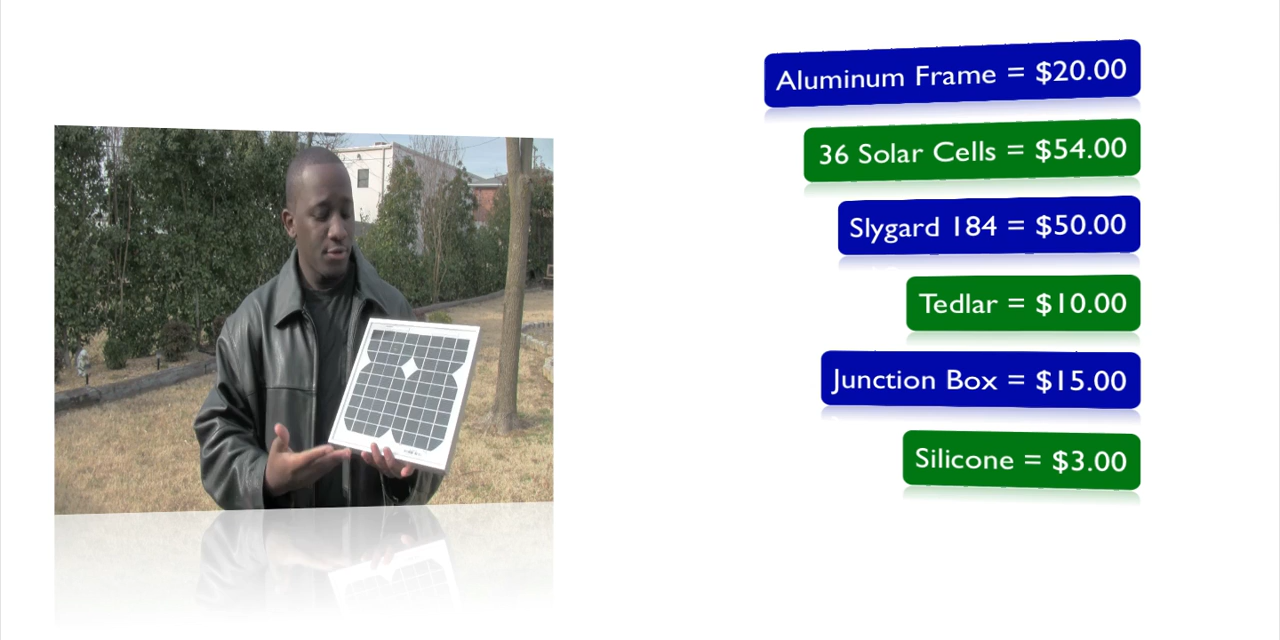 Aluminum Frame = $20.00
36 Solar Cells = $54.00
Slygard 184 = $50.00
Tedlar = $10.00
Junction Box = $15.00
Silicone = $3.00